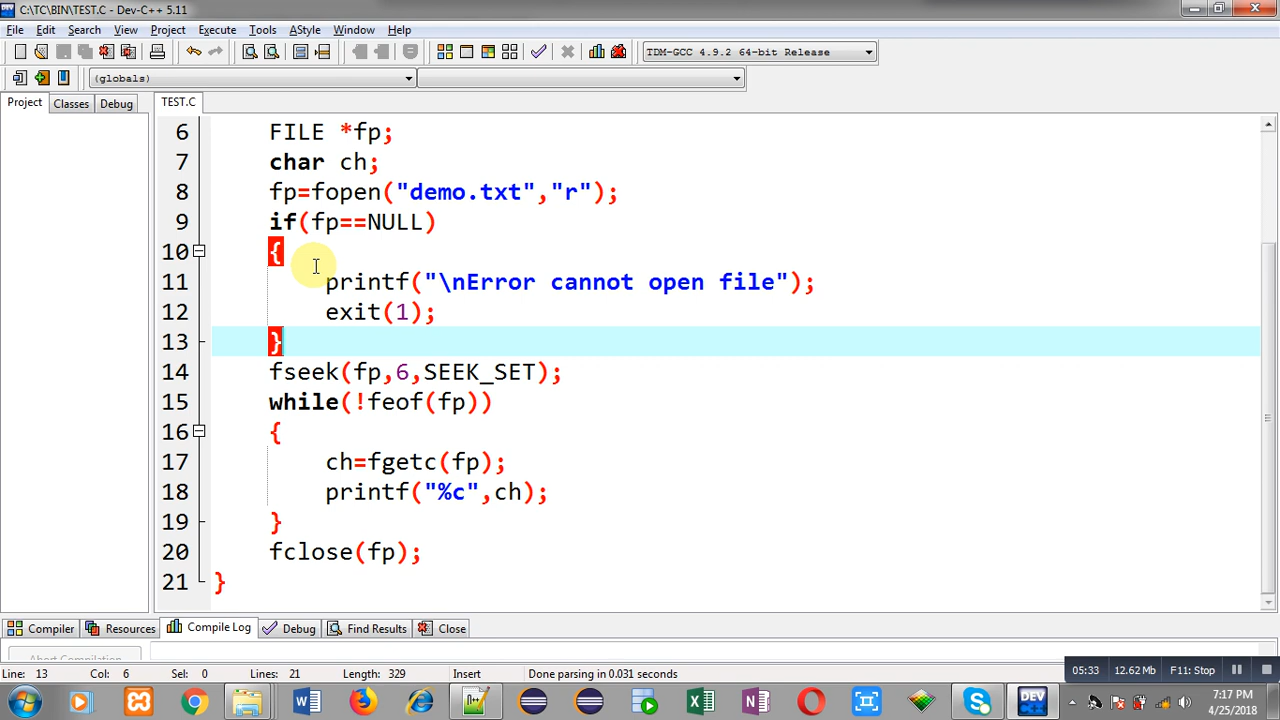 C:\TC\BIN\TEST.C - Dev-C++ 5.11
File Edit Search View Project Execute Tools AStyle Window Help
TDM-GCC 4.9.2 64-bit Release
(globals)
Project Classes Debug TEST.C
6 FILE *fp;
7 char ch;
8 fp=fopen("demo.txt","r");
9 if(fp==NULL)
10 {
11 printf("\nError cannot open file");
12 exit(1);
13 }
14 fseek(fp,6,SEEK_SET);
15 while(!feof(fp))
16 {
17 ch=fgetc(fp);
18 printf("%c",ch);
19 }
20 fclose(fp);
21 }
Compiler Resources Compile Log Debug Find Results Close
Abort Compilation
Line: 13 Col: 6 Sel: 0 Lines: 21 Length: 329 Insert Done parsing in 0.031 seconds
05:33 12.62 Mb F11: Stop
DEV
7:17 PM
4/25/2018